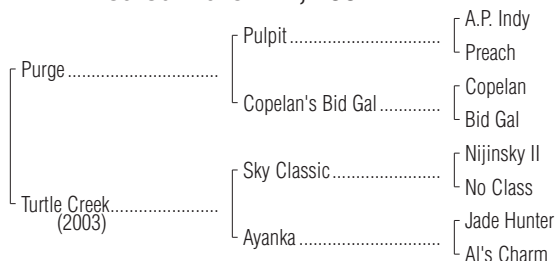 A.P. Indy
Pulpit
Preach
Purge
Copelan
Copelan's Bid Gal
Bid Gal
Nijinsky II
Sky Classic
No Class
Turtle Creek
(2003)
Jade Hunter
Ayanka
Al's Charm